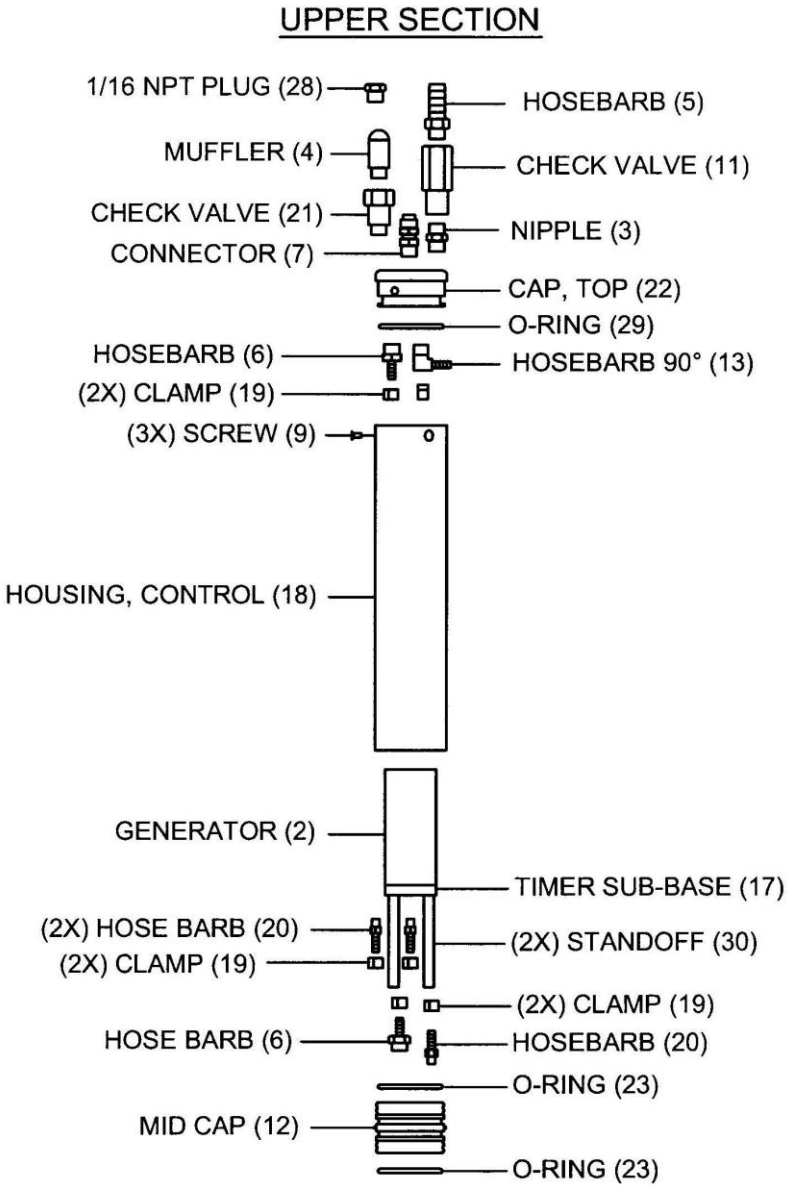 UPPER SECTION
1/16 NPT PLUG (28)
HOSEBARB (5)
MUFFLER (4)
CHECK VALVE (11)
CHECK VALVE (21)
NIPPLE (3)
CONNECTOR (7)
CAP, TOP (22)
O-RING (29)
HOSEBARB (6)
HOSEBARB 90° (13)
(2X) CLAMP (19)
(3X) SCREW (9)
HOUSING, CONTROL (18)
GENERATOR (2)
TIMER SUB-BASE (17)
(2X) HOSE BARB (20)
(2X) STANDOFF (30)
(2X) CLAMP (19)
(2X) CLAMP (19)
HOSE BARB (6)
HOSEBARB (20)
O-RING (23)
MID CAP (12)
O-RING (23)